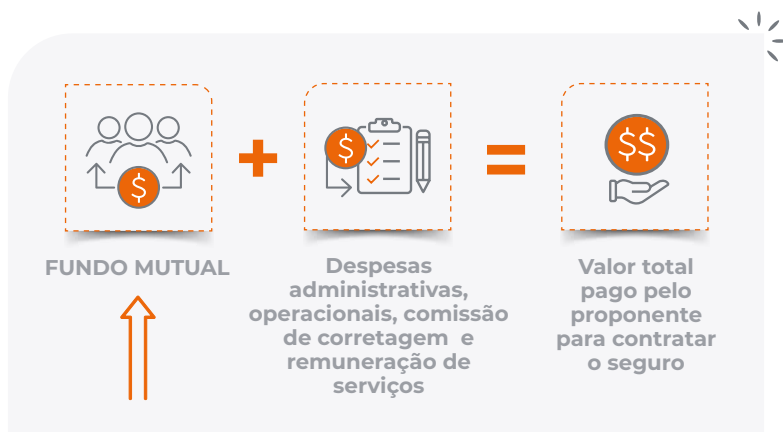 $
+
$
=
$$
FUNDO MUTUAL
Despesas
administrativas,
operacionais, comissão
de corretagem e
remuneração de
serviços
Valor total
pago pelo
proponente
para contratar
o seguro